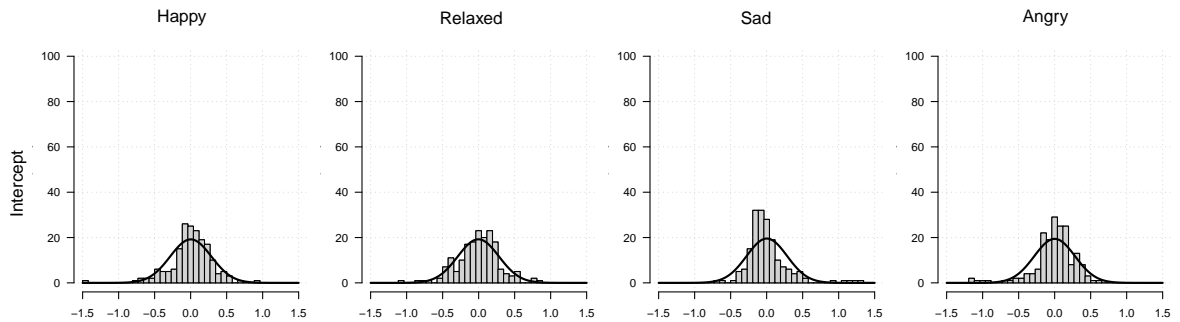 Happy Relaxed Sad Angry
Intercept
100 100 100 100
80 80 80 80
60 60 60 60
40 40 40 40
20 20 20 20
0 0 0 0
−1.5 −1.0 −0.5 0.0 0.5 1.0 1.5 −1.5 −1.0 −0.5 0.0 0.5 1.0 1.5 −1.5 −1.0 −0.5 0.0 0.5 1.0 1.5 −1.5 −1.0 −0.5 0.0 0.5 1.0 1.5